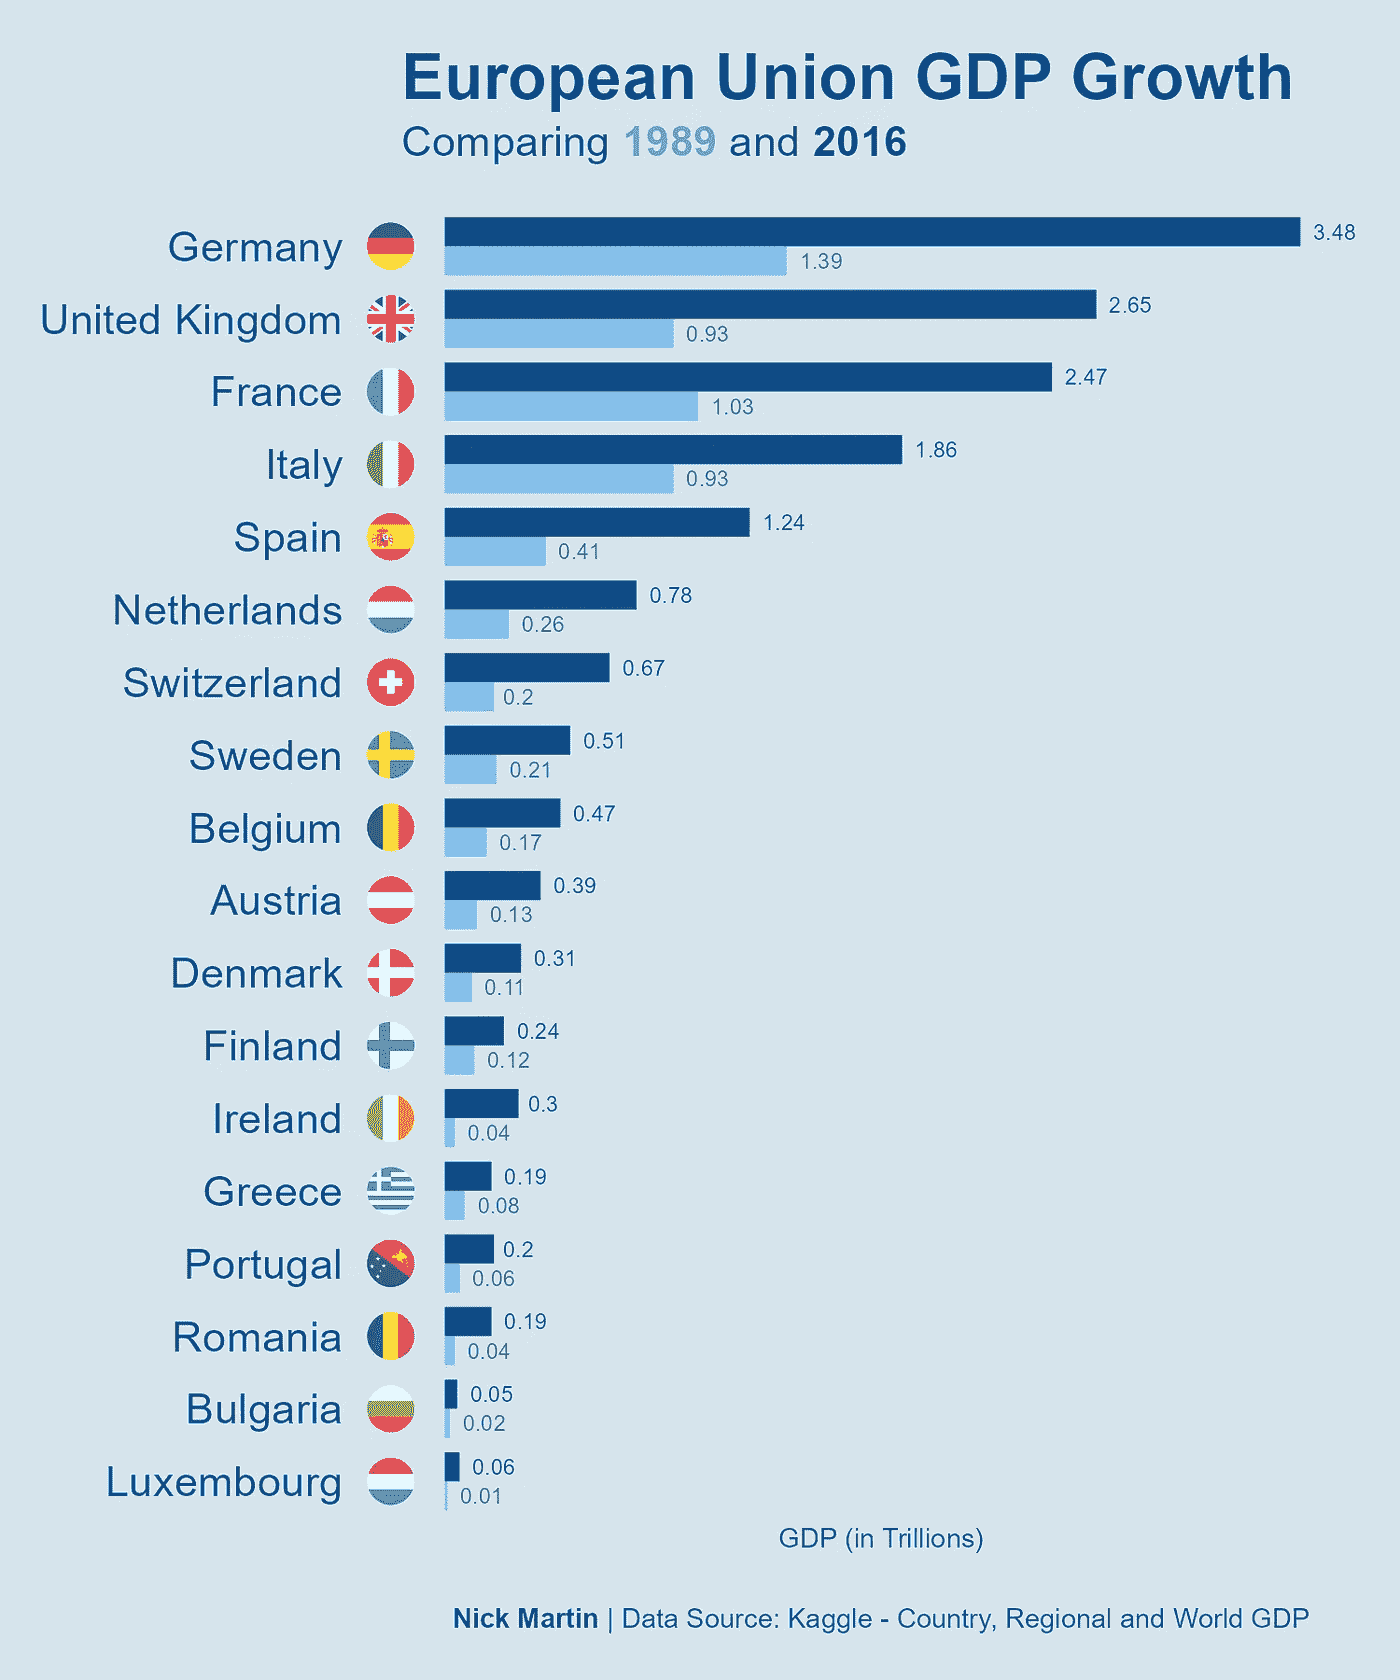 European Union GDP Growth
Comparing 1989 and 2016
Germany 3.48
1.39
United Kingdom 2.65
0.93
France 2.47
1.03
Italy 1.86
0.93
Spain 1.24
0.41
Netherlands 0.78
0.26
Switzerland 0.67
0.2
Sweden 0.51
0.21
Belgium 0.47
0.17
Austria 0.39
0.13
Denmark 0.31
0.11
Finland 0.24
0.12
Ireland 0.3
0.04
Greece 0.19
0.08
Portugal 0.2
0.06
Romania 0.19
0.04
Bulgaria 0.05
0.02
Luxembourg 0.06
0.01
GDP (in Trillions)
Nick Martin | Data Source: Kaggle - Country, Regional and World GDP